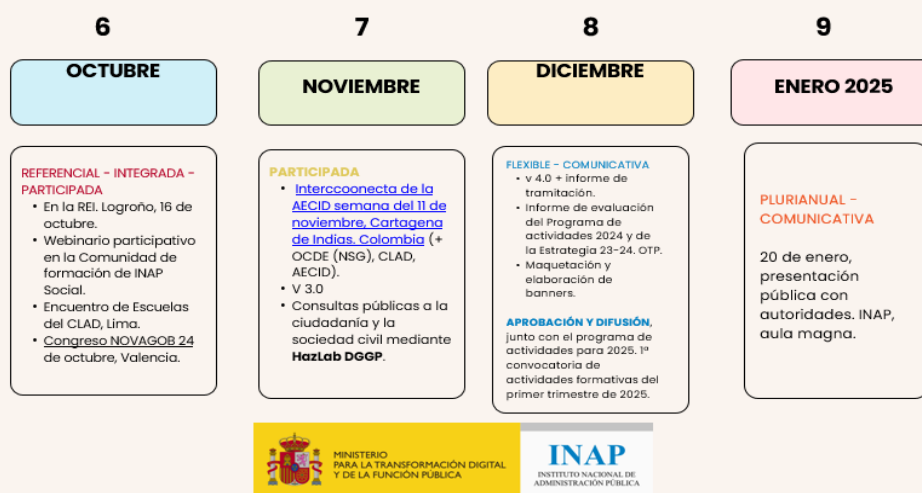 6
OCTUBRE
REFERENCIAL - INTEGRADA -
PARTICIPADA
• En la REI. Logroño, 16 de
octubre.
• Webinario participativo
en la Comunidad de
formación de INAP
Social.
• Encuentro de Escuelas
del CLAD, Lima.
• Congreso NOVAGOB 24
de octubre, Valencia.
7
NOVIEMBRE
PARTICIPADA
• Interccoonecta de la
AECID semana del 11 de
noviembre, Cartagena
de Indias. Colombia (+
OCDE (NSG), CLAD,
AECID).
• V 3.0
• Consultas públicas a la
ciudadanía y la
sociedad civil mediante
HazLab DGGP.
8
DICIEMBRE
FLEXIBLE - COMUNICATIVA
• v 4.0 + informe de
tramitación.
• Informe de evaluación
del Programa de
actividades 2024 y de
la Estrategia 23-24. OTP.
• Maquetación y
elaboración de
banners.
APROBACIÓN Y DIFUSIÓN,
junto con el programa de
actividades para 2025. 1ª
convocatoria de
actividades formativas del
primer trimestre de 2025.
9
ENERO 2025
PLURIANUAL -
COMUNICATIVA
20 de enero,
presentación
pública con
autoridades. INAP,
aula magna.
MINISTERIO
PARA LA TRANSFORMACIÓN DIGITAL
Y DE LA FUNCIÓN PÚBLICA
INAP
INSTITUTO NACIONAL DE
ADMINISTRACIÓN PÚBLICA